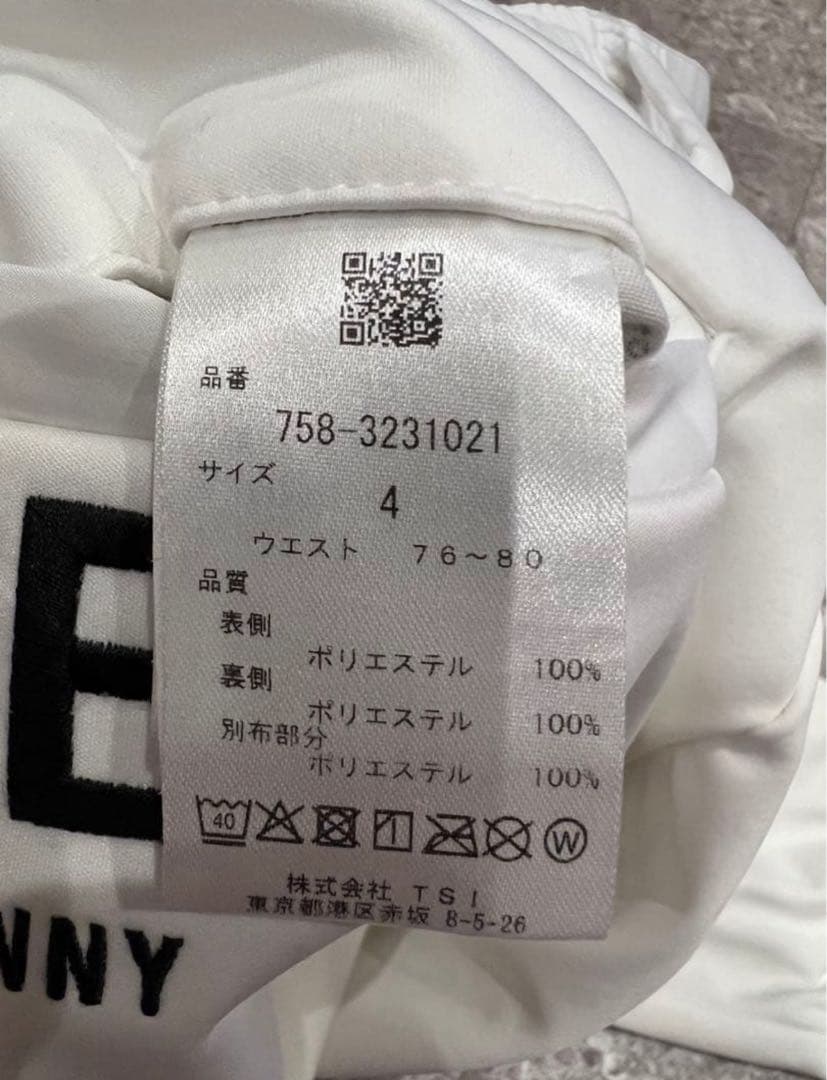 品番
758-3231021
サイズ
4
ウエスト 76~80
品質
表側
ポリエステル 100%
裏側
ポリエステル 100%
別布部分
ポリエステル 100%
40
W
株式会社 TSI
東京都港区赤坂 8-5-26
E
NNY